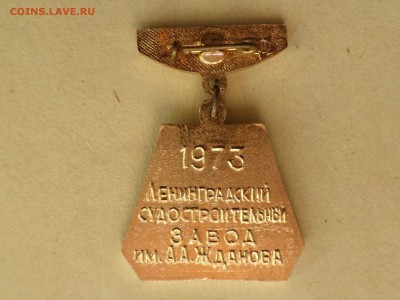 COINS.LAVE.RU
1973
ЛЕНИНГРАДСКИЙ
СУДОСТРОИТЕЛЬНЫЙ
ЗАВОД
ИМ. А.А. ЖДАНОВА